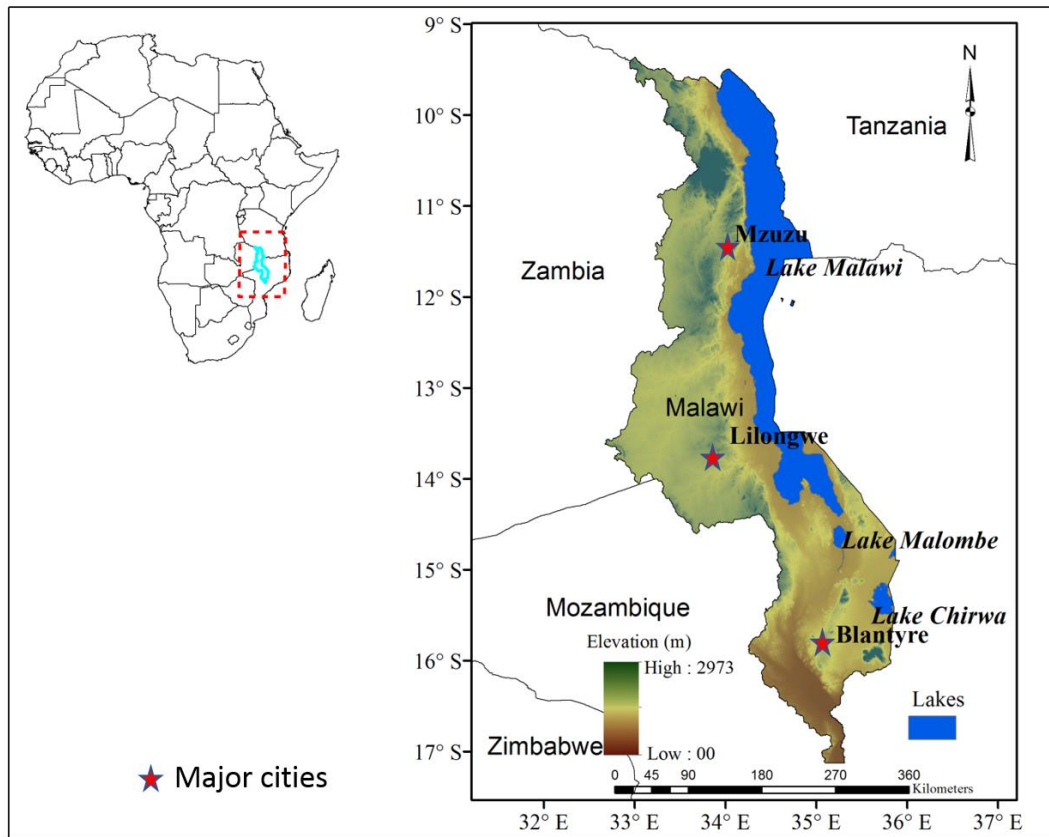 9° S
N
10° S
Tanzania
11° S
Mzuzu
Zambia
Lake Malawi
12° S
13° S
Malawi
Lilongwe
14° S
Lake Malombe
15° S
Mozambique
Lake Chirwa
Elevation (m)
Blantyre
High : 2973
16° S
Lakes
Zimbabwe
Low : 00
17° S
Major cities
0 45 90 180 270 360
Kilometers
32° E 33° E 34° E 35° E 36° E 37° E